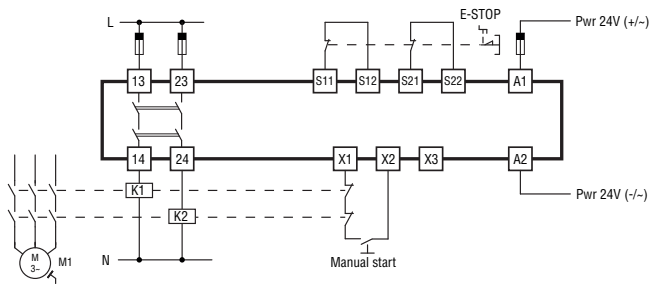 E-STOP
L
Pwr 24V (+/~)
13 23 S11 S12 S21 S22 A1
14 24 X1 X2 X3 A2
K1
Pwr 24V (-/~)
K2
M
3~
M1
N
Manual start